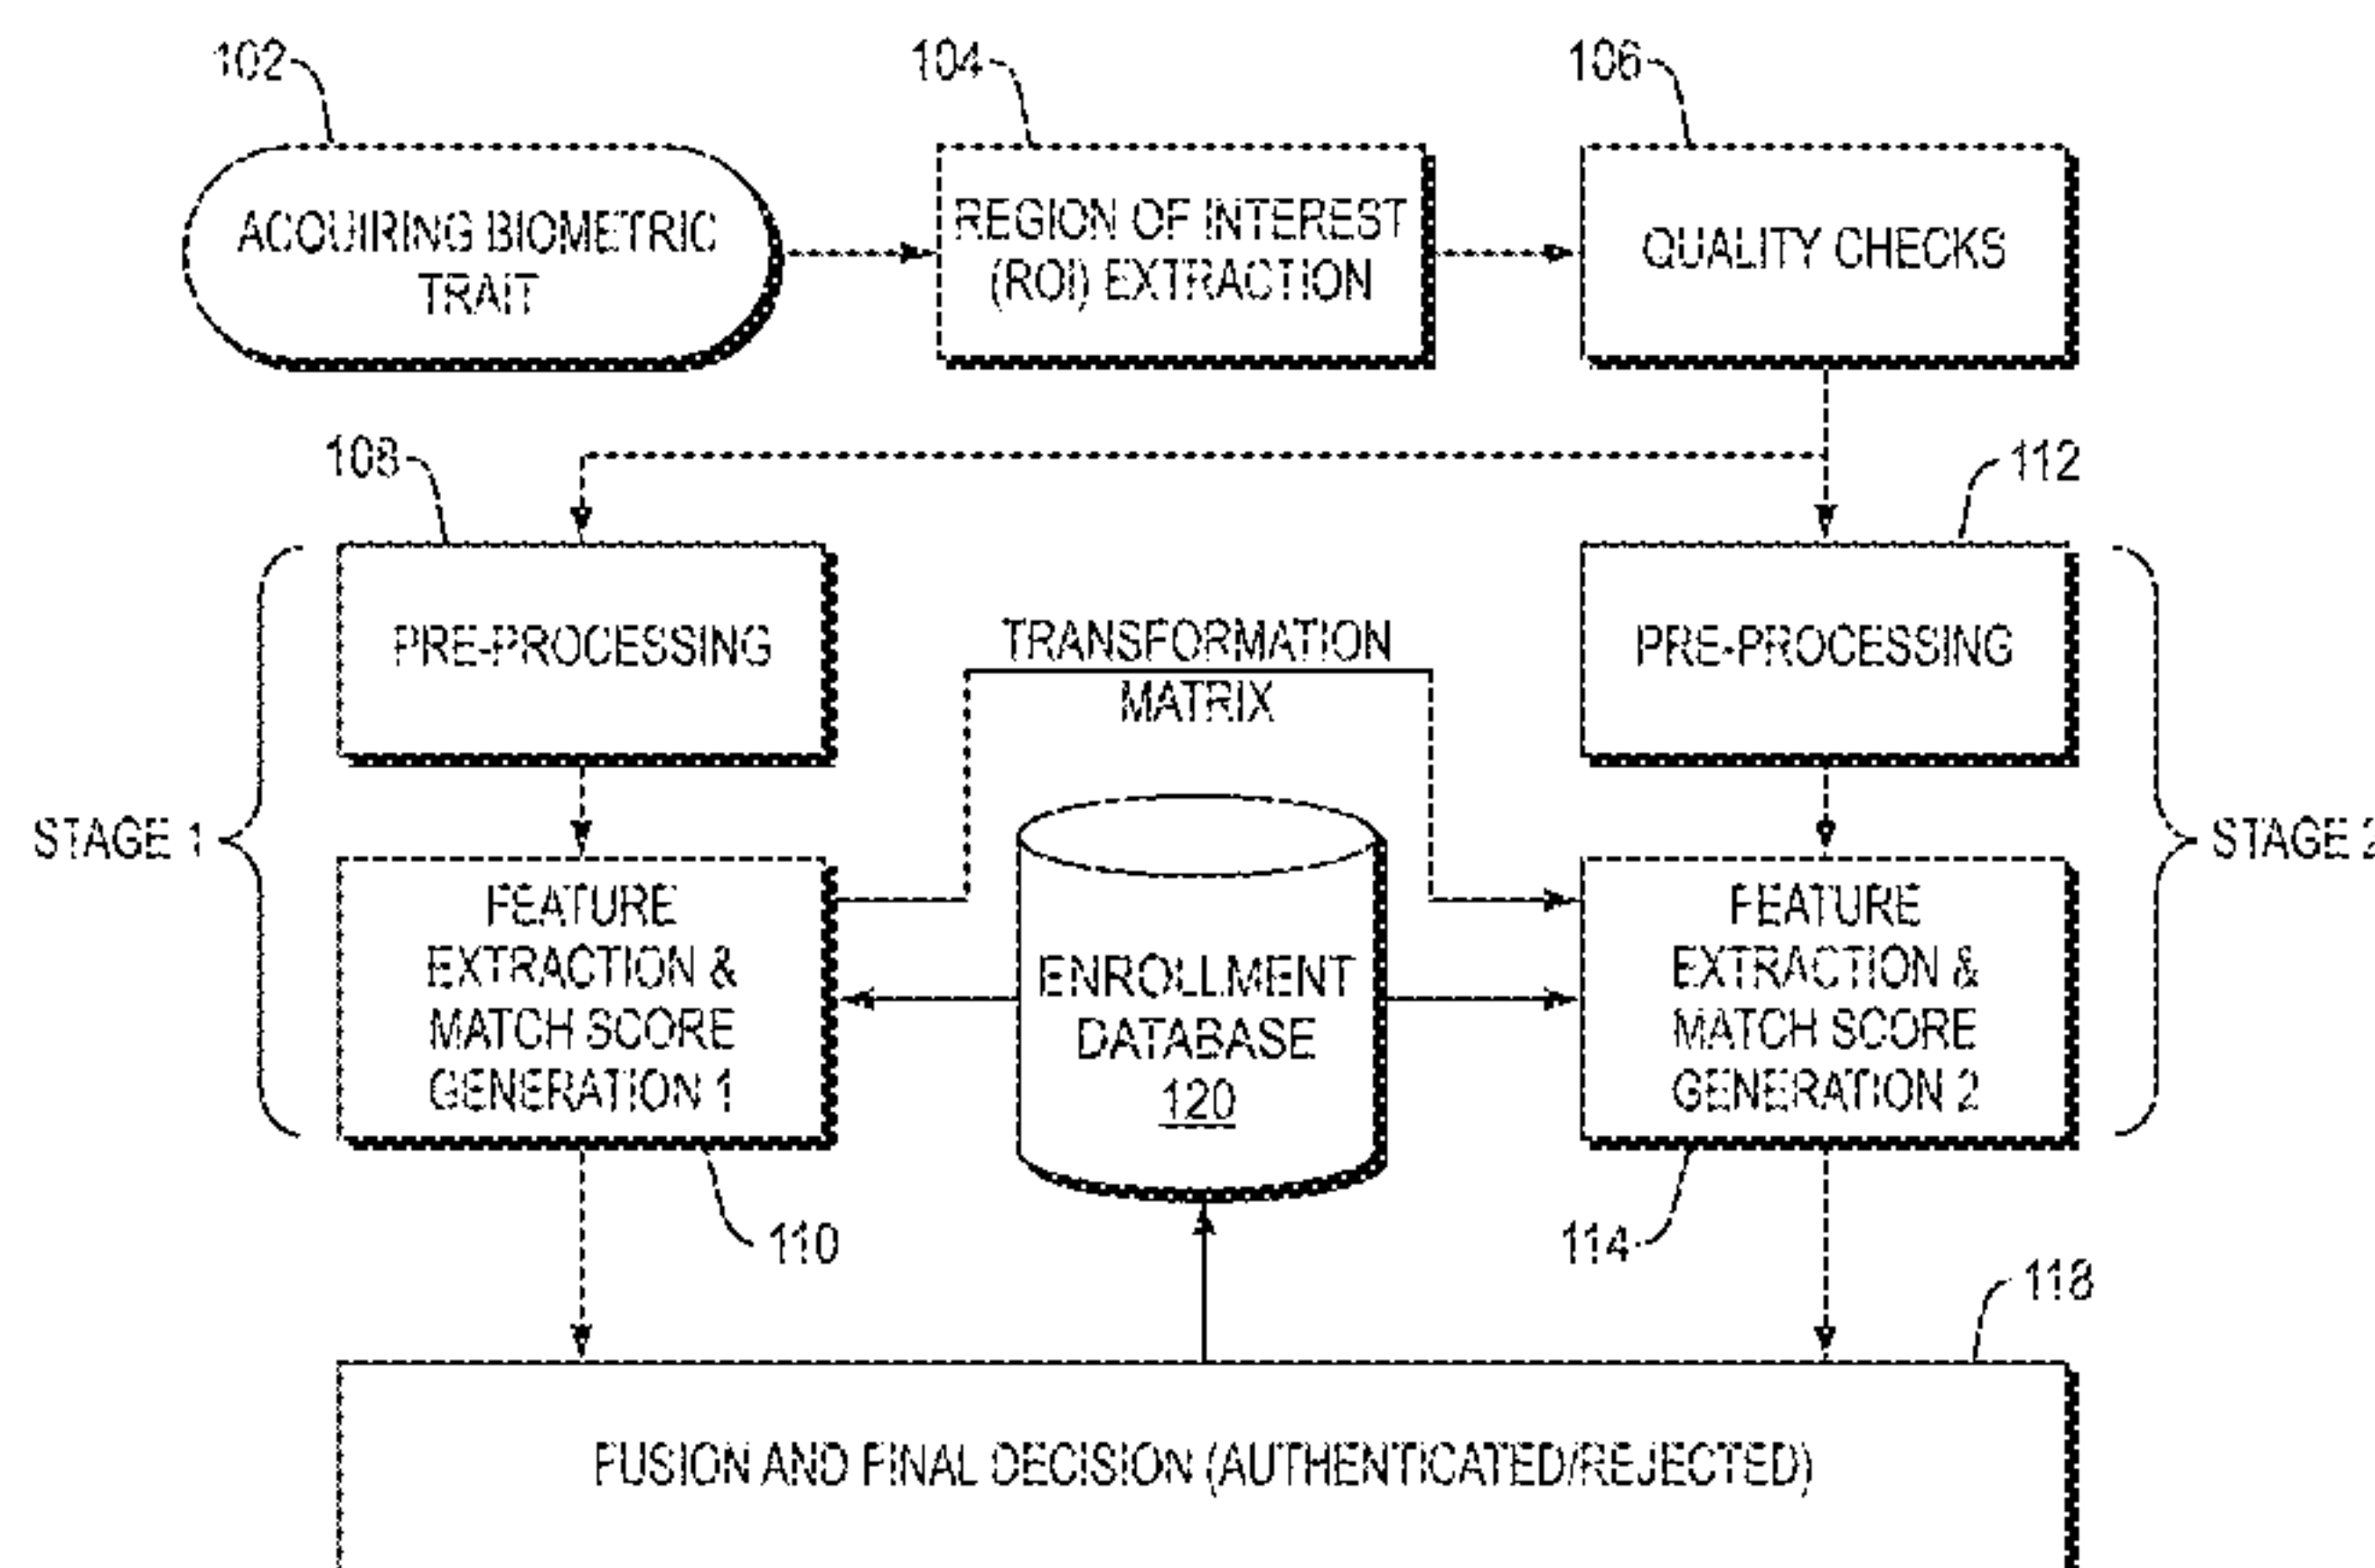 102
104
106
ACQUIRING BIOMETRIC
TRAIT
REGION OF INTEREST
(ROI) EXTRACTION
QUALITY CHECKS
108
112
PRE-PROCESSING
TRANSFORMATION
MATRIX
PRE-PROCESSING
STAGE 1
STAGE 2
FEATURE
EXTRACTION &
MATCH SCORE
GENERATION 1
ENROLLMENT
DATABASE
120
FEATURE
EXTRACTION &
MATCH SCORE
GENERATION 2
110
114
118
FUSION AND FINAL DECISION (AUTHENTICATED/REJECTED)